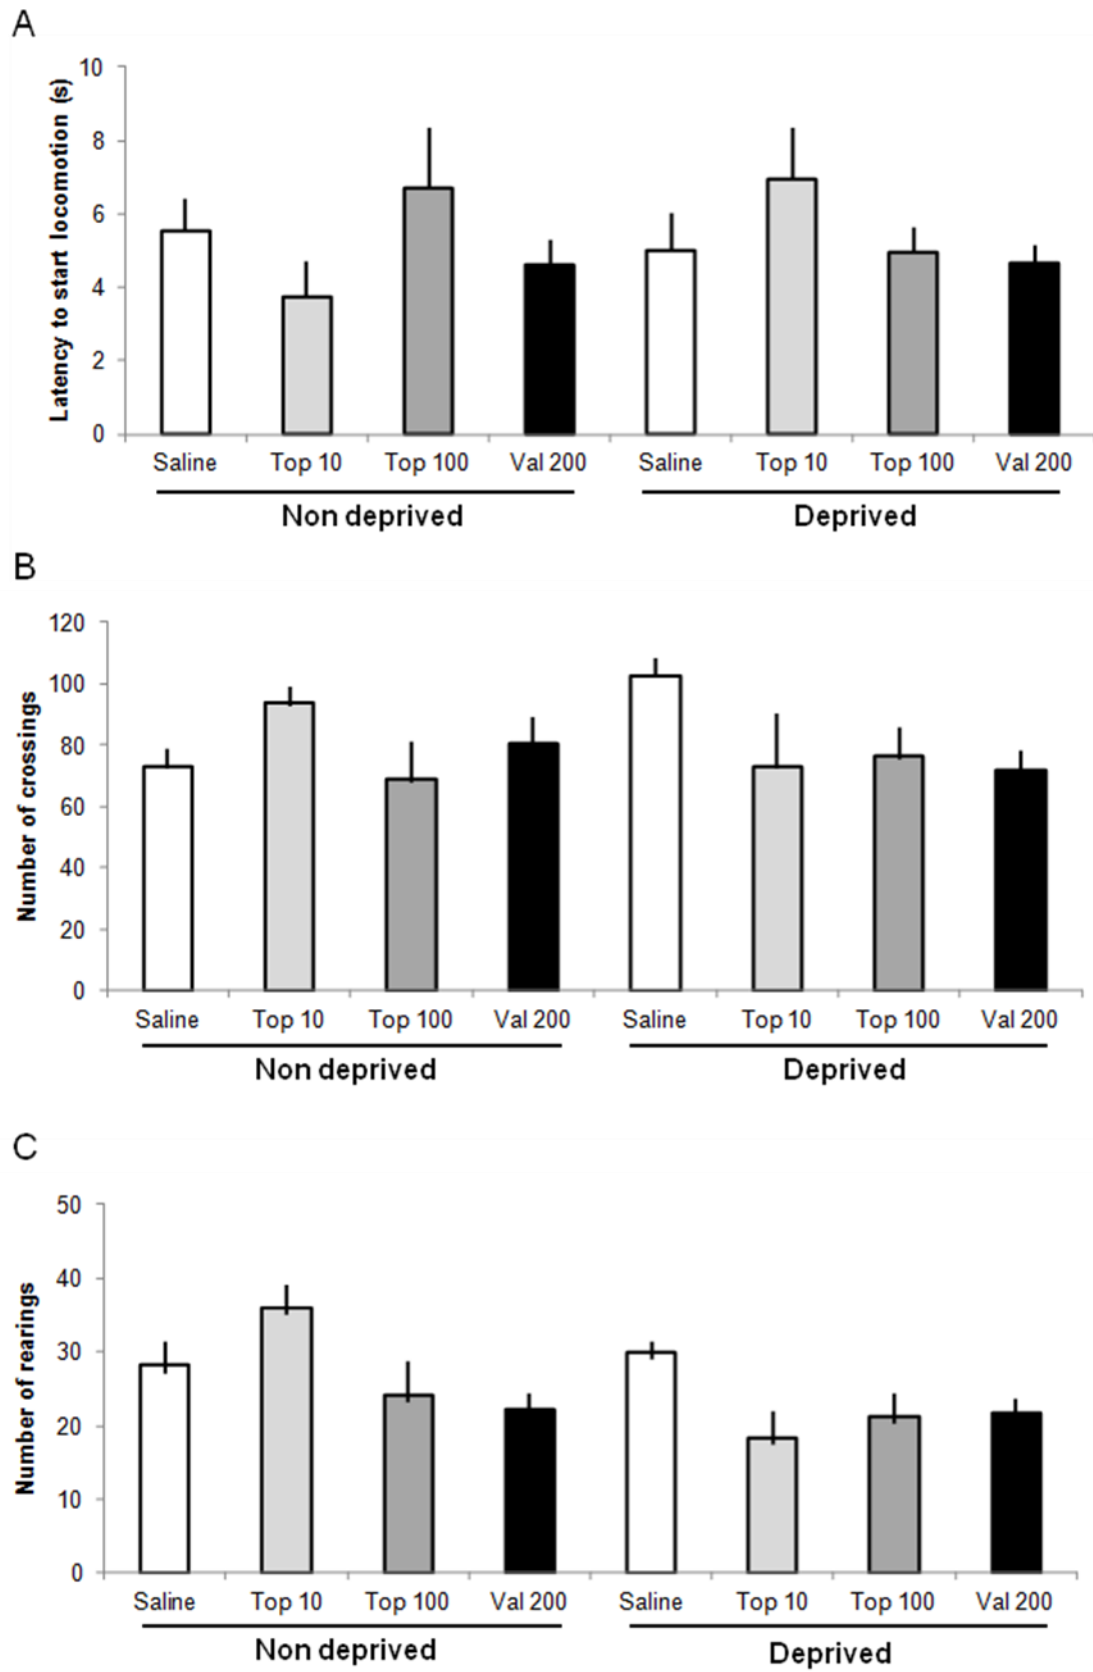 A
Latency to start locomotion (s)
10
8
6
4
2
0
Saline Top 10 Top 100 Val 200 Saline Top 10 Top 100 Val 200
Non deprived Deprived
B
Number of crossings
120
100
80
60
40
20
0
Saline Top 10 Top 100 Val 200 Saline Top 10 Top 100 Val 200
Non deprived Deprived
C
Number of rearings
50
40
30
20
10
0
Saline Top 10 Top 100 Val 200 Saline Top 10 Top 100 Val 200
Non deprived Deprived